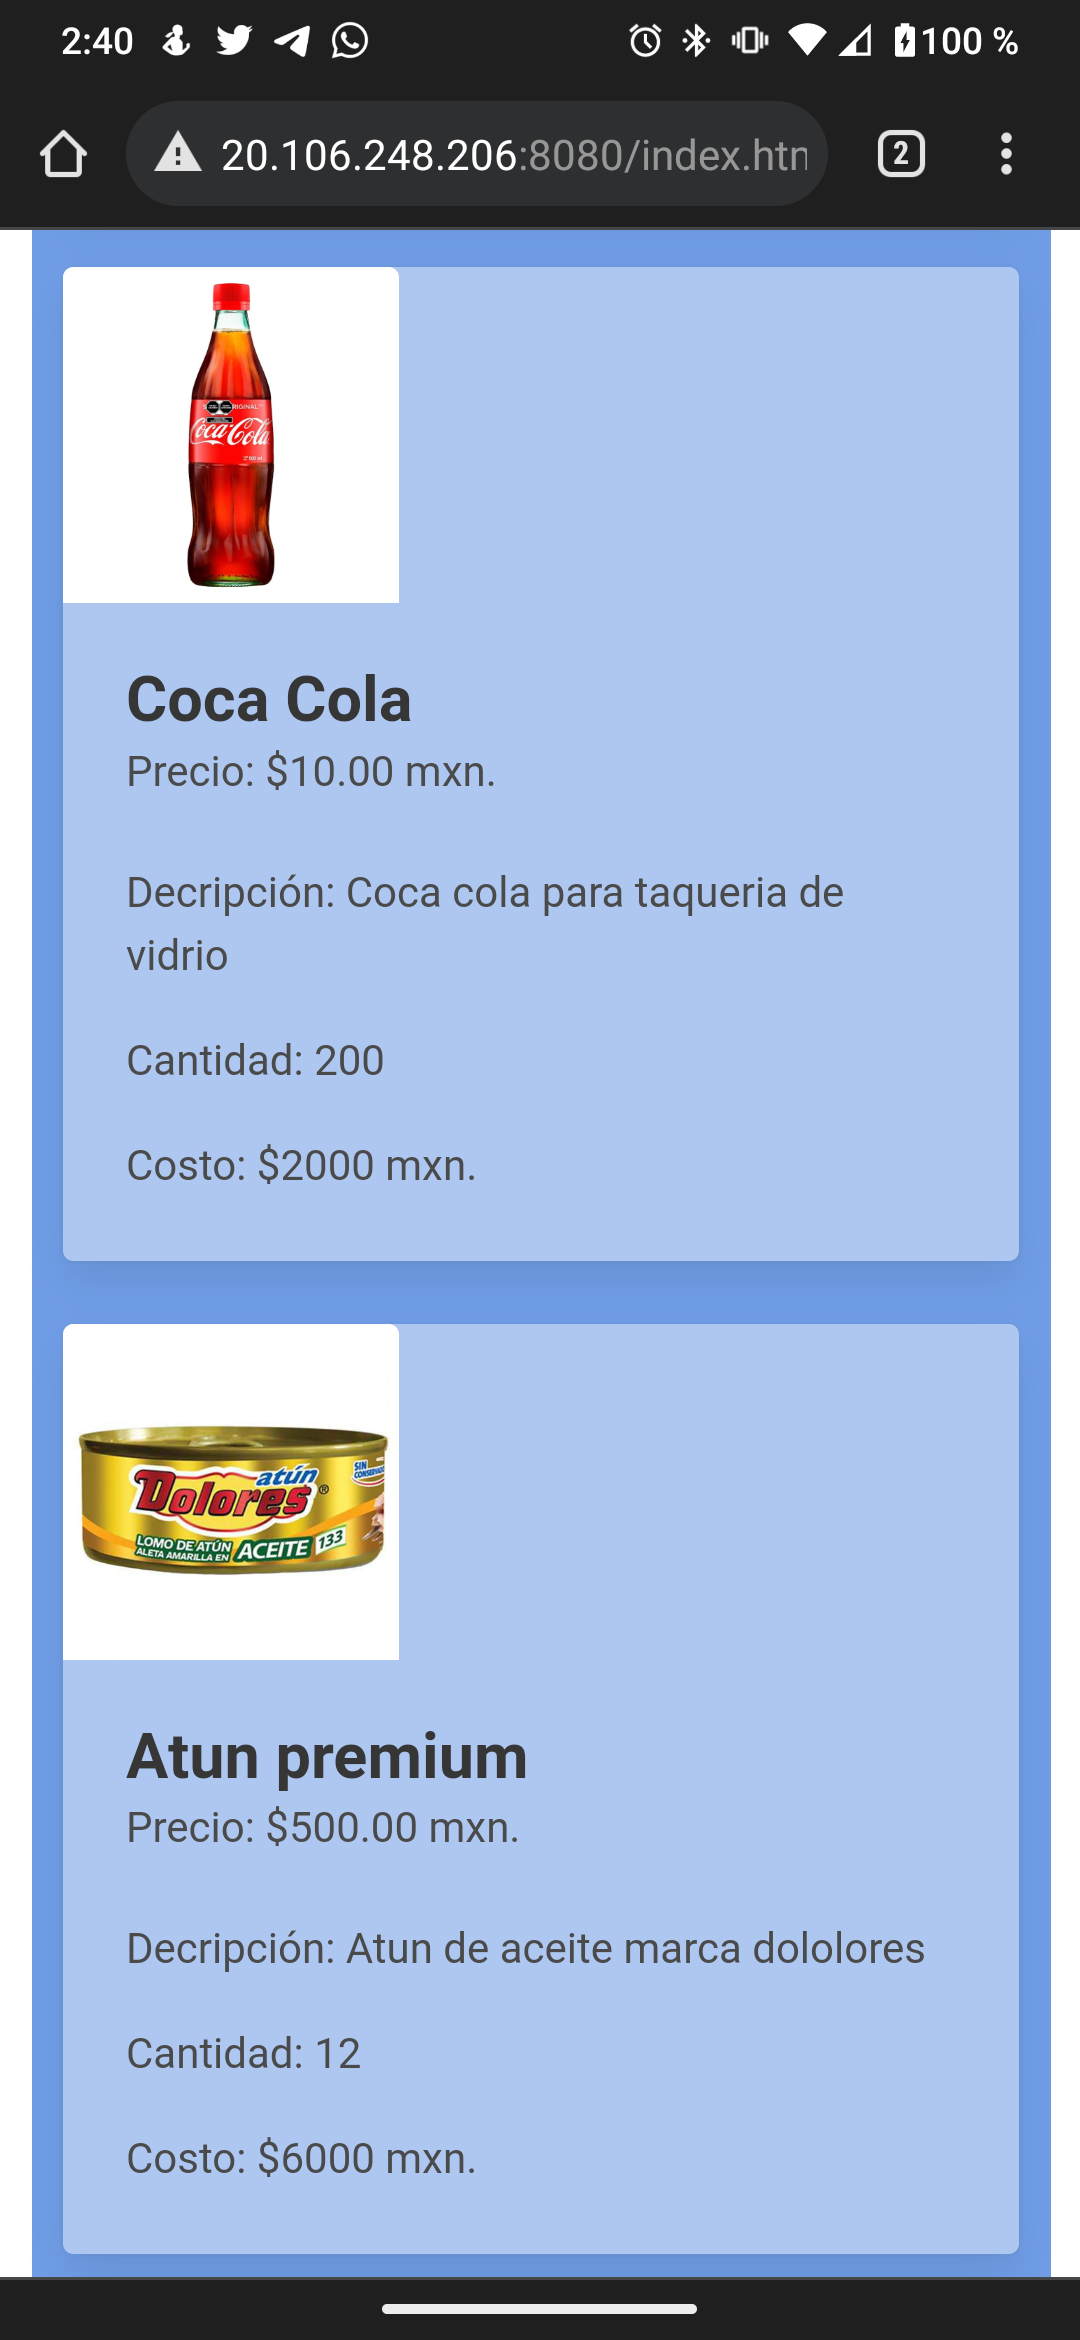 2:40
100 %
20.106.248.206:8080/index.htm
2
ORIGINAL
Coca-Cola
Coca Cola
Precio: $10.00 mxn.
Decripción: Coca cola para taqueria de
vidrio
Cantidad: 200
Costo: $2000 mxn.
atún
Dolores®
SIN
LOMO DE ATÚN
ALETA AMARILLA EN
ACEITE 133
Atun premium
Precio: $500.00 mxn.
Decripción: Atun de aceite marca dololores
Cantidad: 12
Costo: $6000 mxn.